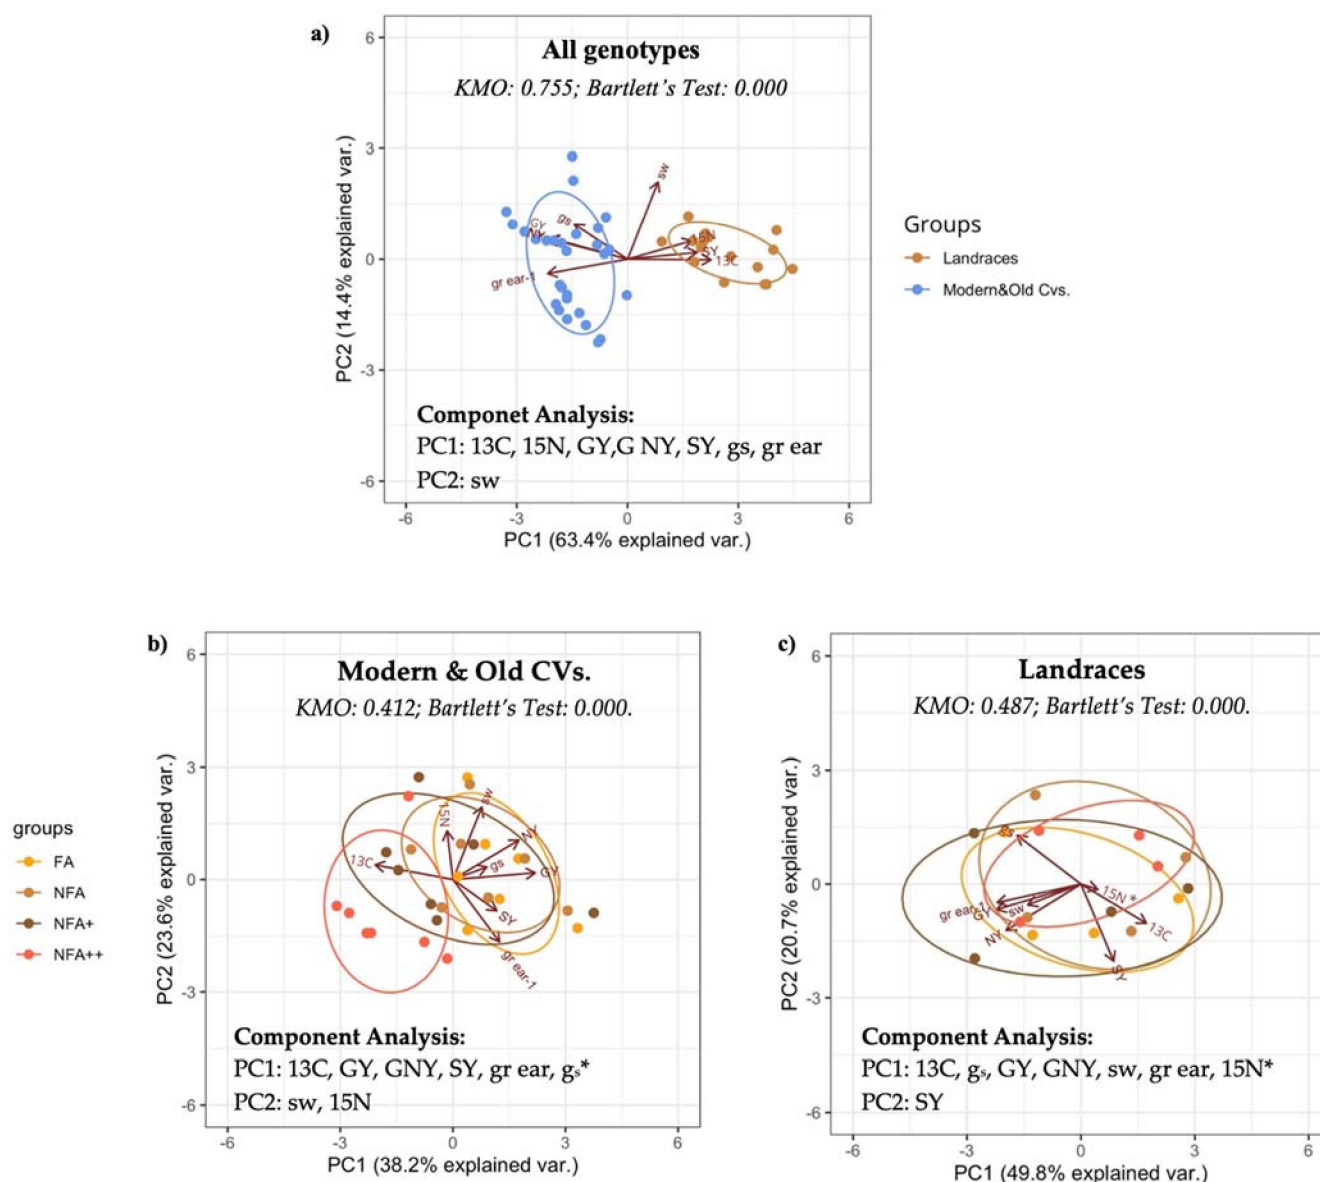 a)
All genotypes
KMO: 0.755; Bartlett's Test: 0.000
6
3
0
-3
-6
PC2 (14.4% explained var.)
sw
gs
GY
NY
gr ear-1
15N
SY
13C
Componet Analysis:
PC1: 13C, 15N, GY,G NY, SY, gs, gr ear
PC2: sw
-6 -3 0 3 6
PC1 (63.4% explained var.)
Groups
Landraces
Modern&Old Cvs.
b)
Modern & Old CVs.
KMO: 0.412; Bartlett's Test: 0.000.
6
3
0
-3
-6
PC2 (23.6% explained var.)
sw
15N
NY
13C
gs
GY
SY
gr ear-1
Component Analysis:
PC1: 13C, GY, GNY, SY, gr ear, gs*
PC2: sw, 15N
-6 -3 0 3 6
PC1 (38.2% explained var.)
groups
FA
NFA
NFA+
NFA++
c)
Landraces
KMO: 0.487; Bartlett's Test: 0.000.
6
3
0
-3
-6
PC2 (20.7% explained var.)
gs
15N *
gr ear-1
GY
sw
NY
13C
SY
Component Analysis:
PC1: 13C, gs, GY, GNY, sw, gr ear, 15N*
PC2: SY
-6 -3 0 3 6
PC1 (49.8% explained var.)